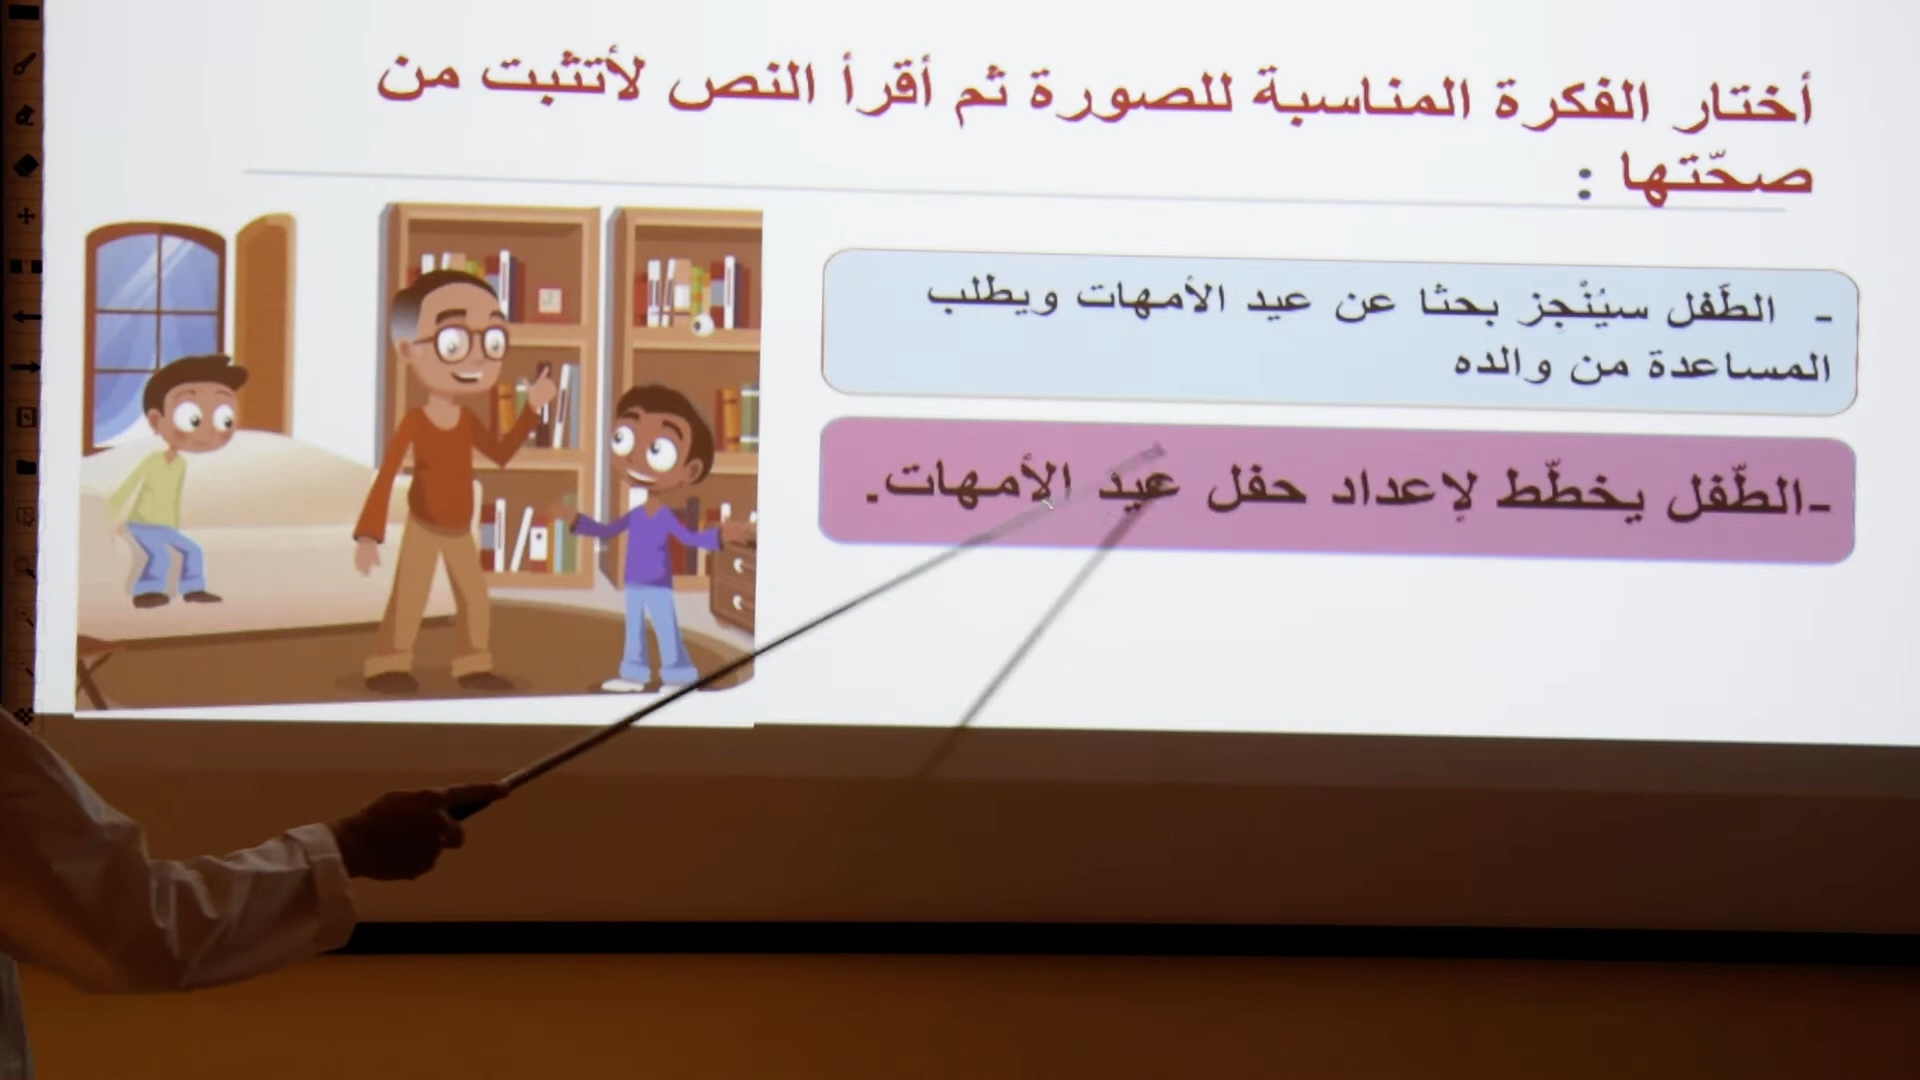 أختار الفكرة المناسبة للصورة ثم أقرأ النص لأتثبت من
صحّتها :
- الطّفل سيُنْجِز بحثا عن عيد الأمهات ويطلب
المساعدة من والده
-الطّفل يخطّط لإعداد حفل عيد الأمهات.